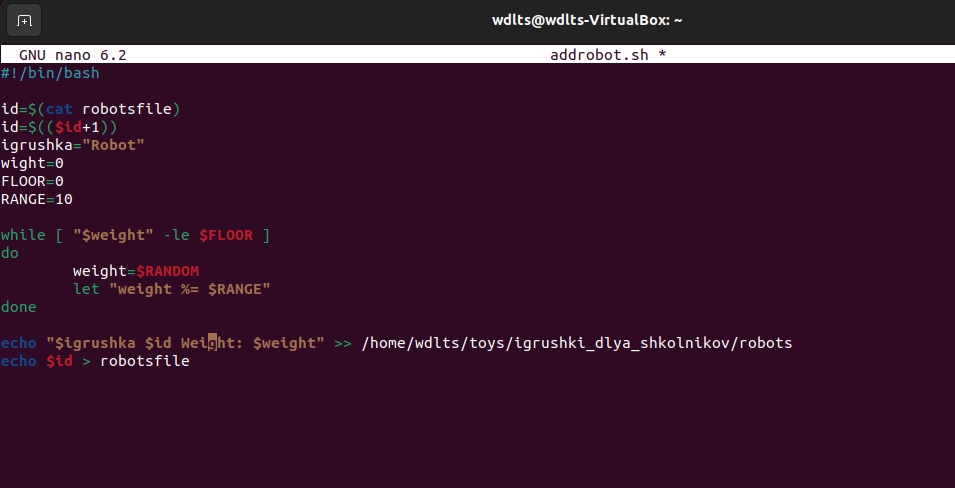 wdlts@wdlts-VirtualBox: ~
GNU nano 6.2 addrobot.sh *
#!/bin/bash
id=$(cat robotsfile)
id=$(($id+1))
igrushka="Robot"
wight=0
FLOOR=0
RANGE=10
while [ "$weight" -le $FLOOR ]
do
weight=$RANDOM
let "weight %= $RANGE"
done
echo "$igrushka $id Weight: $weight" >> /home/wdlts/toys/igrushki_dlya_shkolnikov/robots
echo $id > robotsfile